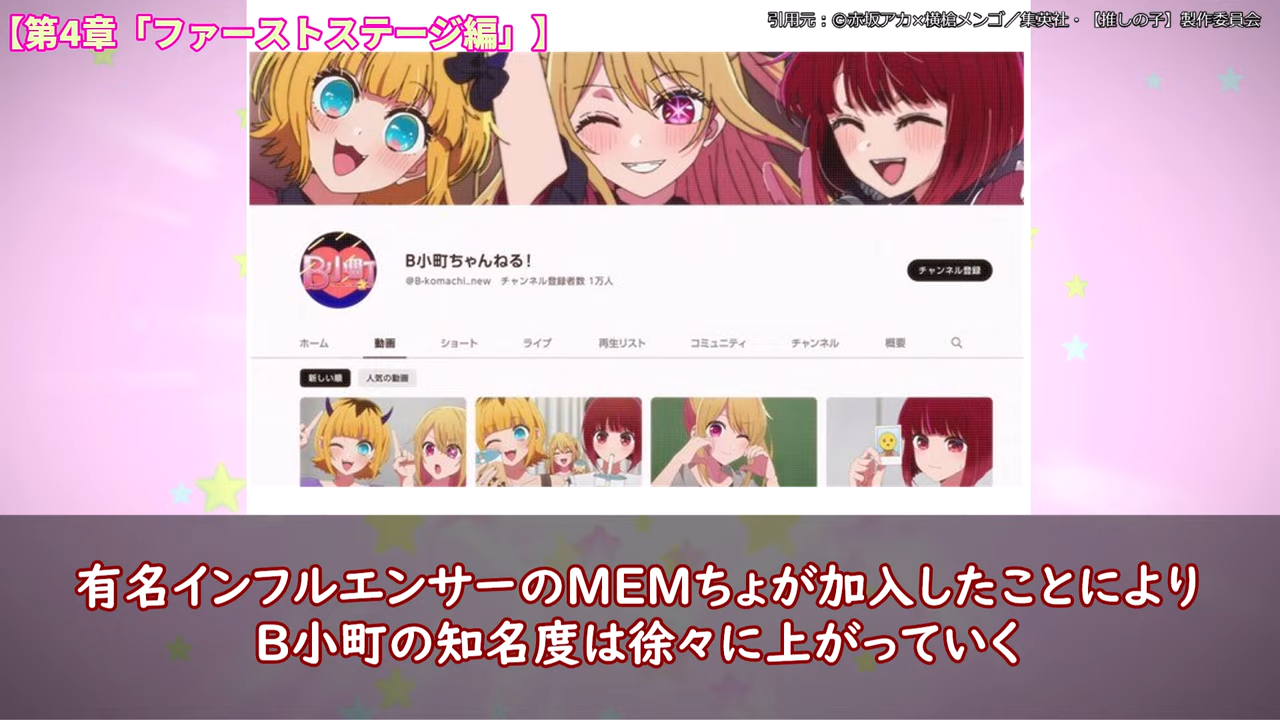 【第4章「ファーストステージ編」】
引用元：©赤坂アカ×横槍メンゴ／集英社・【推しの子】製作委員会
B小町
B小町ちゃんねる！
@B-komachi_new チャンネル登録者数 1万人
チャンネル登録
ホーム 動画 ショート ライブ 再生リスト コミュニティ チャンネル 概要
新しい順 人気の動画
有名インフルエンサーのMEMちょが加入したことにより
B小町の知名度は徐々に上がっていく